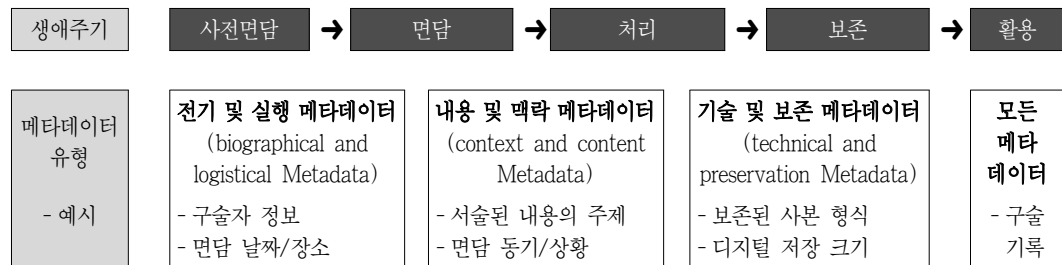 생애주기
사전면담 → 면담 → 처리 → 보존 → 활용
메타데이터
유형
- 예시
전기 및 실행 메타데이터
(biographical and
logistical Metadata)
- 구술자 정보
- 면담 날짜/장소
내용 및 맥락 메타데이터
(context and content
Metadata)
- 서술된 내용의 주제
- 면담 동기/상황
기술 및 보존 메타데이터
(technical and
preservation Metadata)
- 보존된 사본 형식
- 디지털 저장 크기
모든
메타
데이터
- 구술
기록